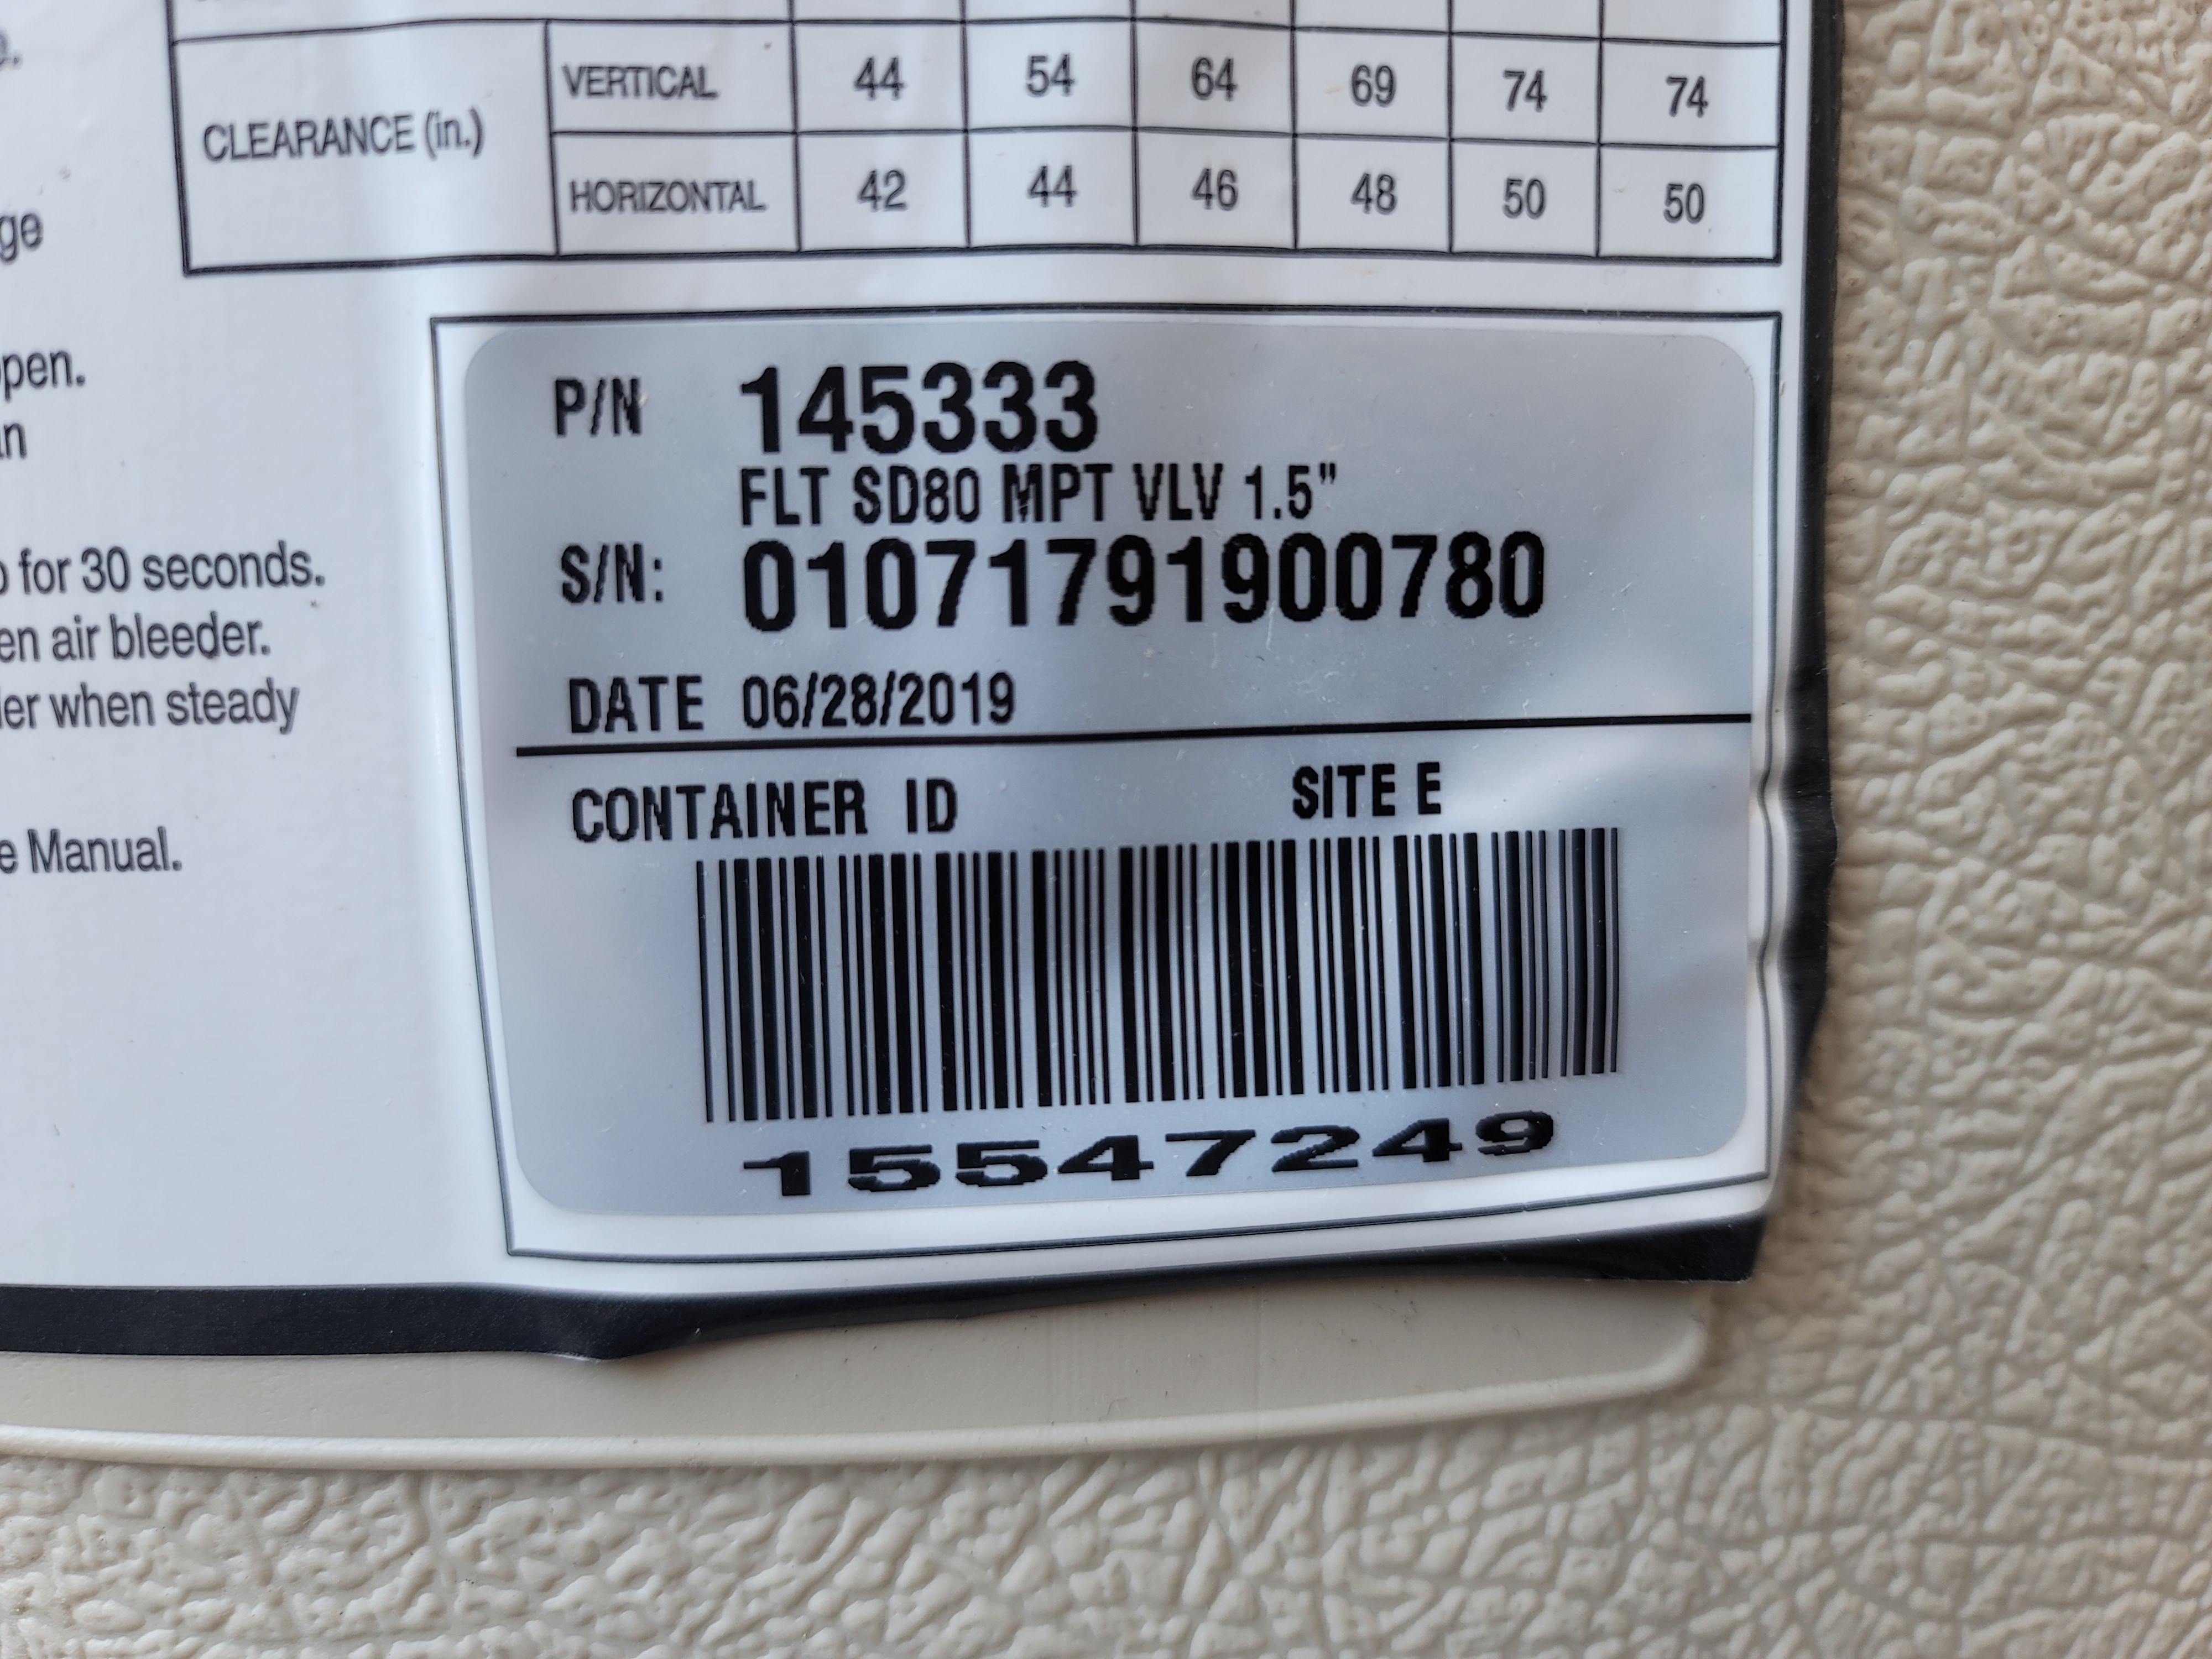 CLEARANCE (in.) VERTICAL 44 54 64 69 74 74
HORIZONTAL 42 44 46 48 50 50
ge
open.
for 30 seconds.
en air bleeder.
er when steady
e Manual.
P/N 145333
FLT SD80 MPT VLV 1.5"
S/N: 01071791900780
DATE 06/28/2019
CONTAINER ID SITE E
15547249